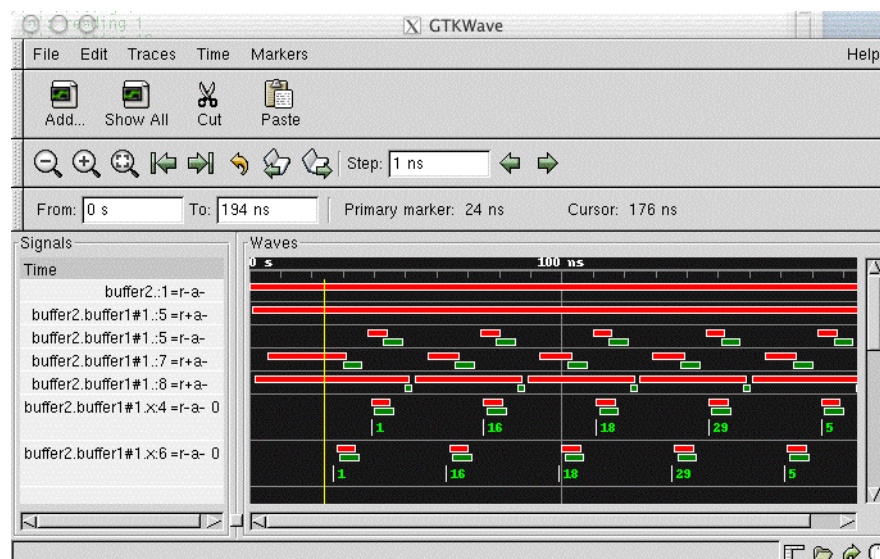 reading 1
GTKWave
File Edit Traces Time Markers Help
Add... Show All Cut Paste
Step: 1 ns
From: 0 s To: 194 ns Primary marker: 24 ns Cursor: 176 ns
Signals Waves
Time 0 s 100 ns
buffer2.:1=r-a-
buffer2.buffer1#1.:5 =r+a-
buffer2.buffer1#1.:5 =r-a-
buffer2.buffer1#1.:7 =r+a-
buffer2.buffer1#1.:8 =r+a-
buffer2.buffer1#1.x:4 =r-a- 0
1 16 18 29 5
buffer2.buffer1#1.x:6 =r-a- 0
1 16 18 29 5